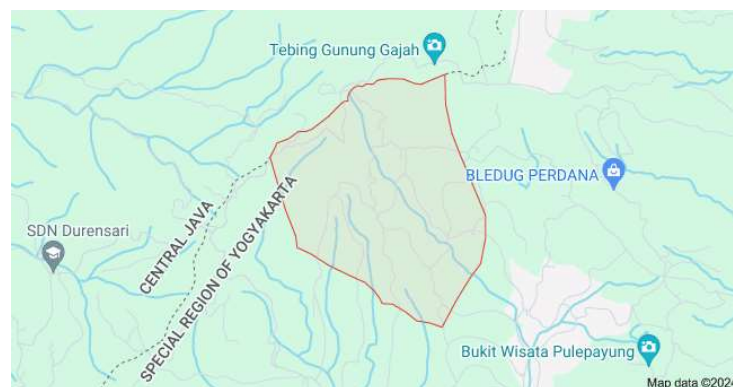 Tebing Gunung Gajah
BLEDUG PERDANA
SDN Durensari
CENTRAL JAVA
SPECIAL REGION OF YOGYAKARTA
Bukit Wisata Pulepayung
Map data ©2024